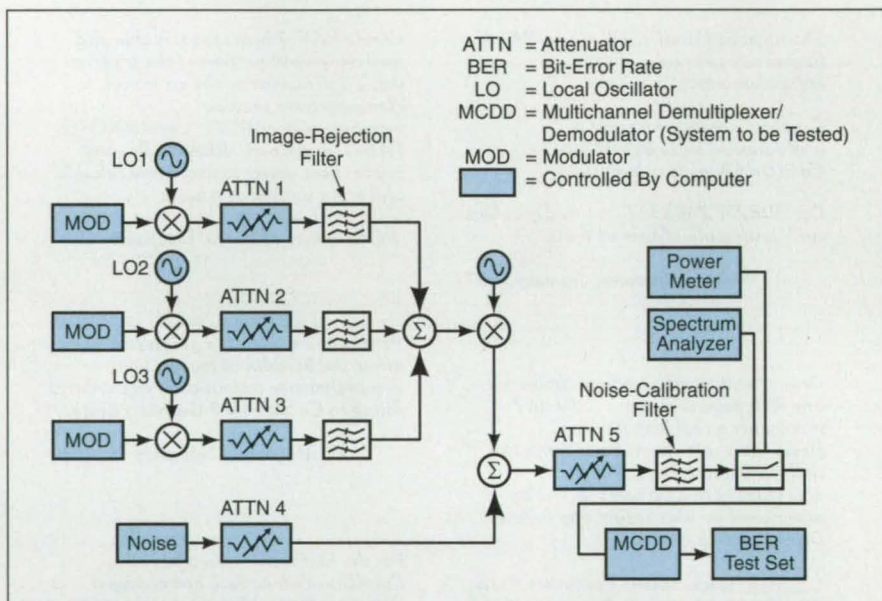 ATTN = Attenuator
BER = Bit-Error Rate
LO = Local Oscillator
MCDD = Multichannel Demultiplexer/
Demodulator (System to be Tested)
MOD = Modulator
= Controlled By Computer
Image-Rejection
Filter
LO1
ATTN 1
MOD
LO2
ATTN 2
MOD
Σ
LO3
ATTN 3
MOD
Power
Meter
Spectrum
Analyzer
Noise-Calibration
Filter
ATTN 5
Σ
ATTN 4
Noise
MCDD
BER
Test Set